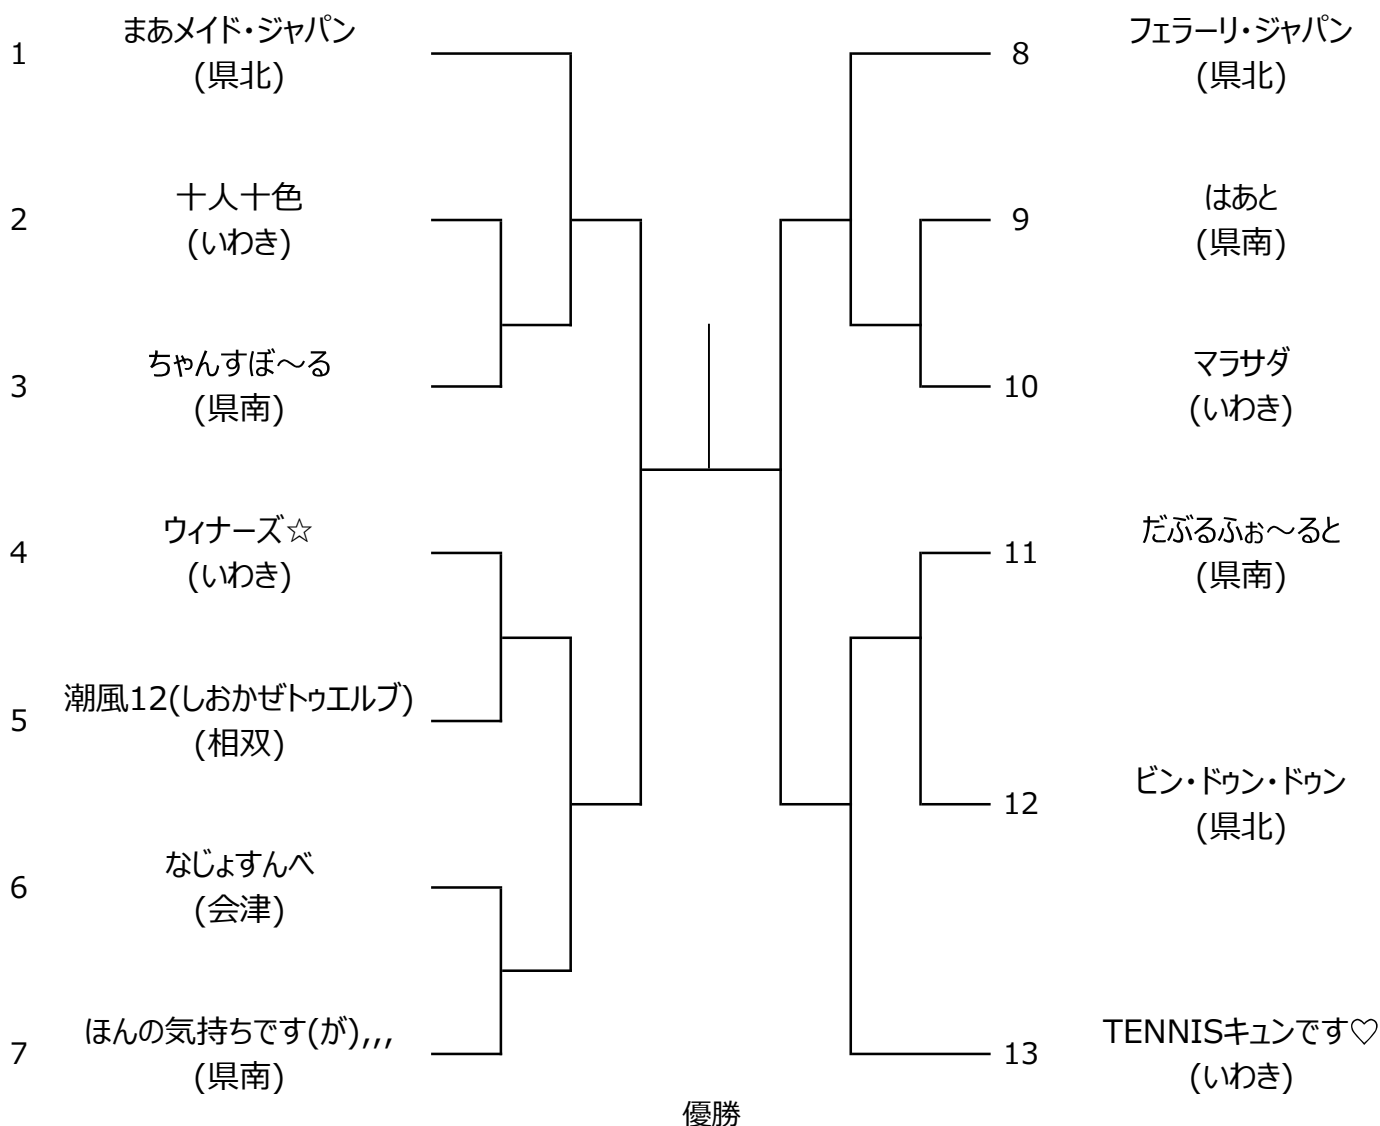 1
まあメイド・ジャパン
(県北)
2
十人十色
(いわき)
3
ちゃんすぼ～る
(県南)
4
ウィナーズ☆
(いわき)
5
潮風12(しおかぜトゥエルブ)
(相双)
6
なじょすんべ
(会津)
7
ほんの気持ちです(が),,,
(県南)
8
フェラーリ・ジャパン
(県北)
9
はあと
(県南)
10
マラサダ
(いわき)
11
だぶるふぉ～ると
(県南)
12
ビン・ドゥン・ドゥン
(県北)
13
TENNISキュンです♡
(いわき)
優勝